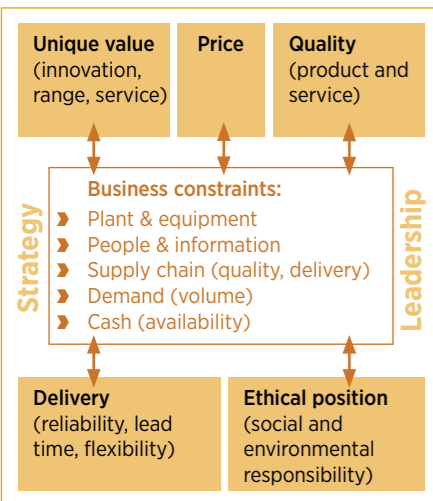 Unique value
(innovation,
range, service)
Price
Quality
(product and
service)
Strategy
Business constraints:
Plant & equipment
People & information
Supply chain (quality, delivery)
Demand (volume)
Cash (availability)
Leadership
Delivery
(reliability, lead
time, flexibility)
Ethical position
(social and
environmental
responsibility)